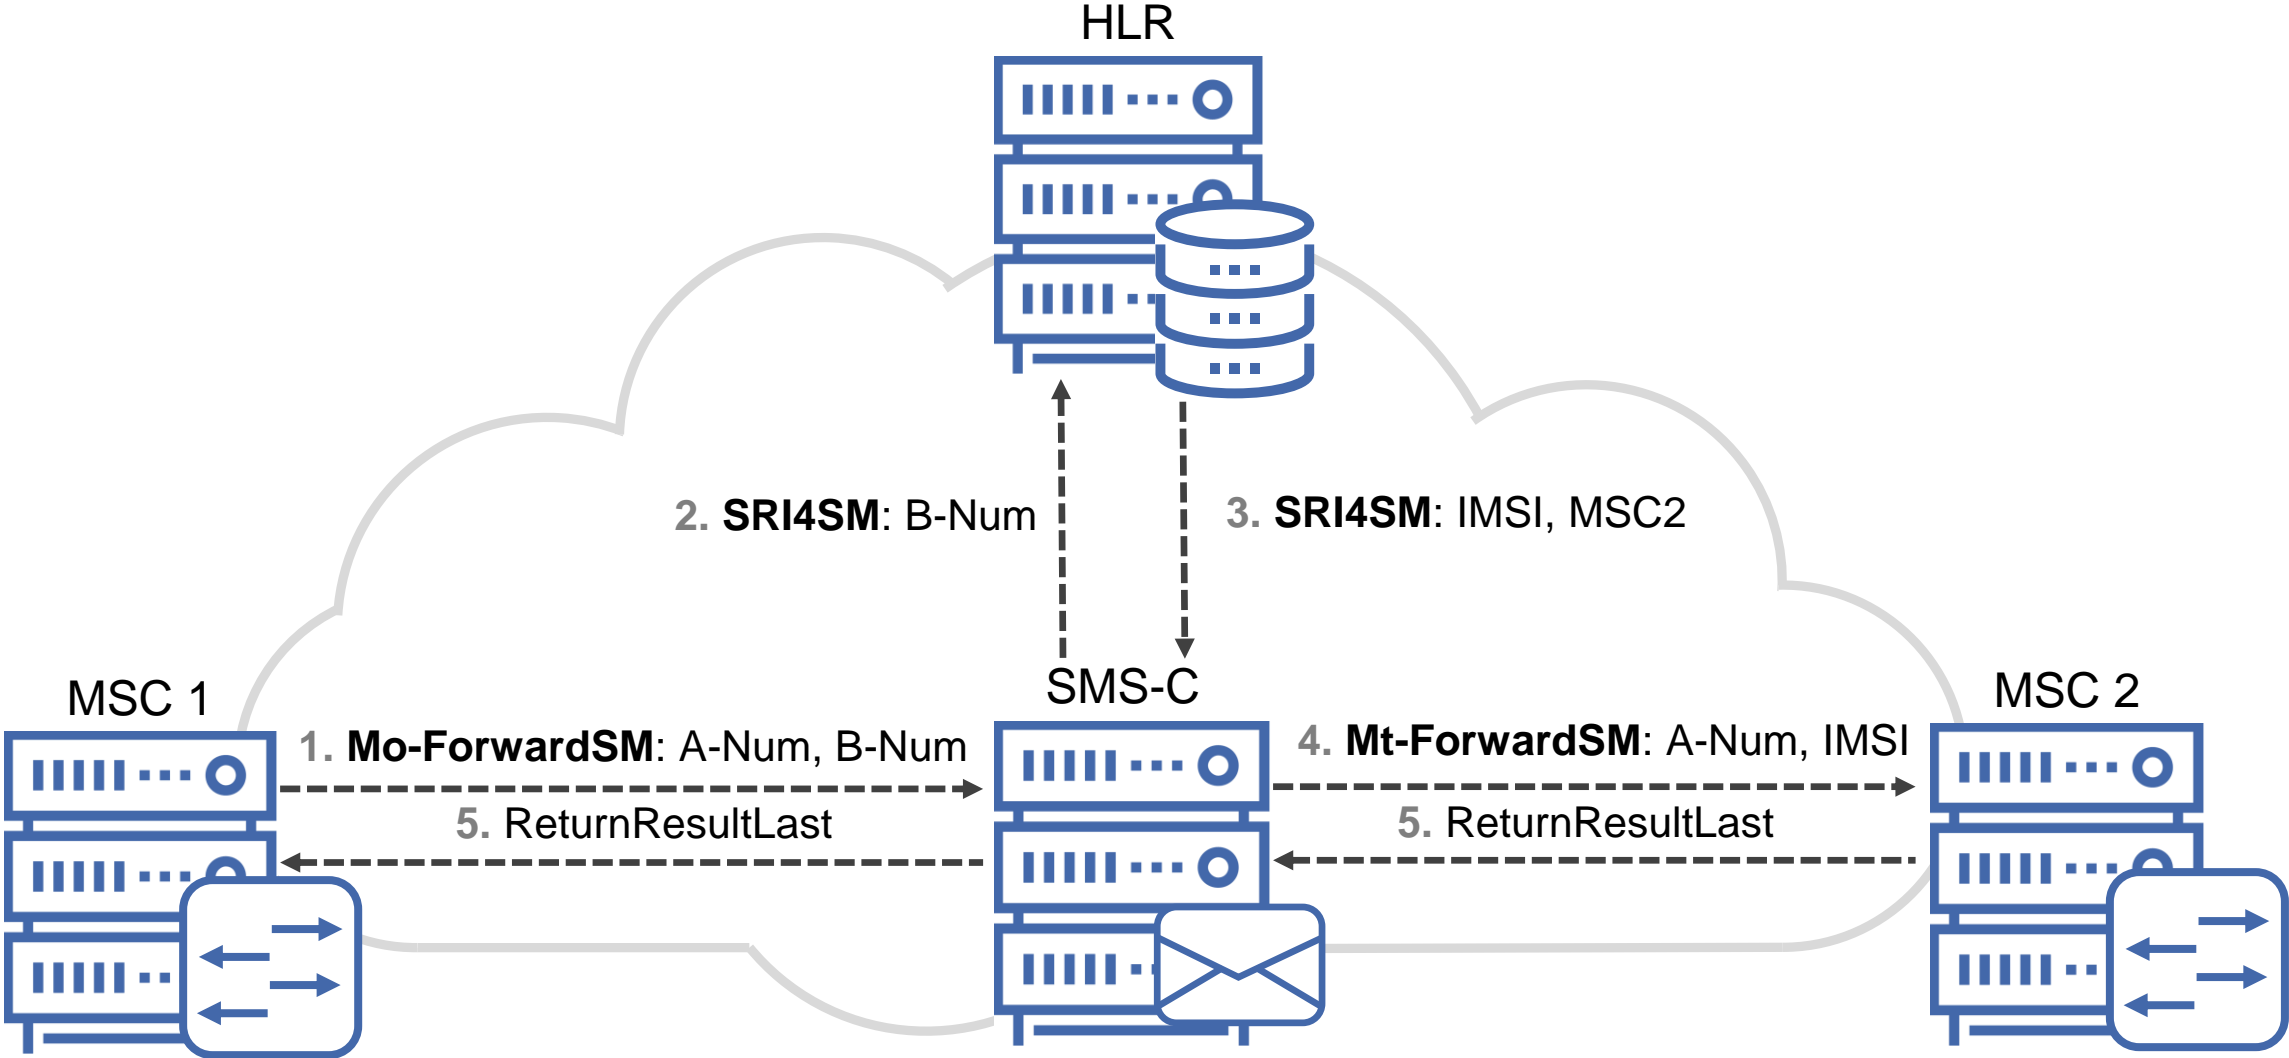 HLR
2. SRI4SM: B-Num
3. SRI4SM: IMSI, MSC2
MSC 1
SMS-C
MSC 2
1. Mo-ForwardSM: A-Num, B-Num
4. Mt-ForwardSM: A-Num, IMSI
5. ReturnResultLast
5. ReturnResultLast